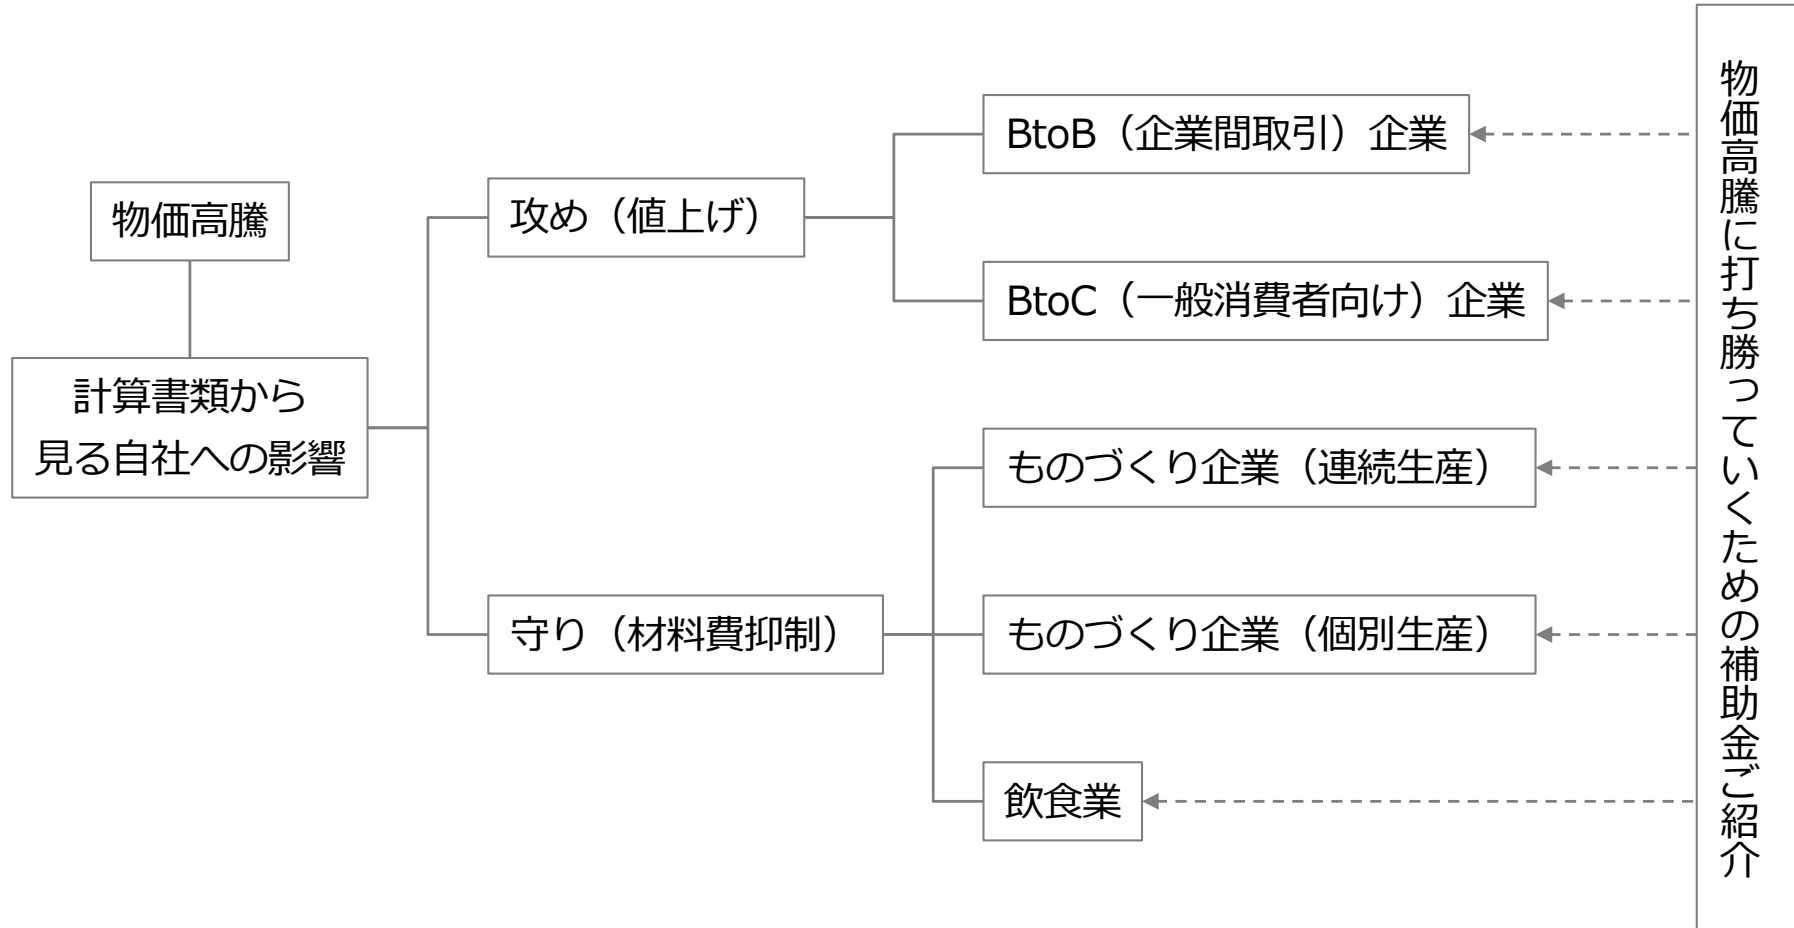 物価高騰
計算書類から
見る自社への影響
攻め（値上げ）
守り（材料費抑制）
BtoB（企業間取引）企業
BtoC（一般消費者向け）企業
ものづくり企業（連続生産）
ものづくり企業（個別生産）
飲食業
物価高騰に打ち勝っていくための補助金ご紹介